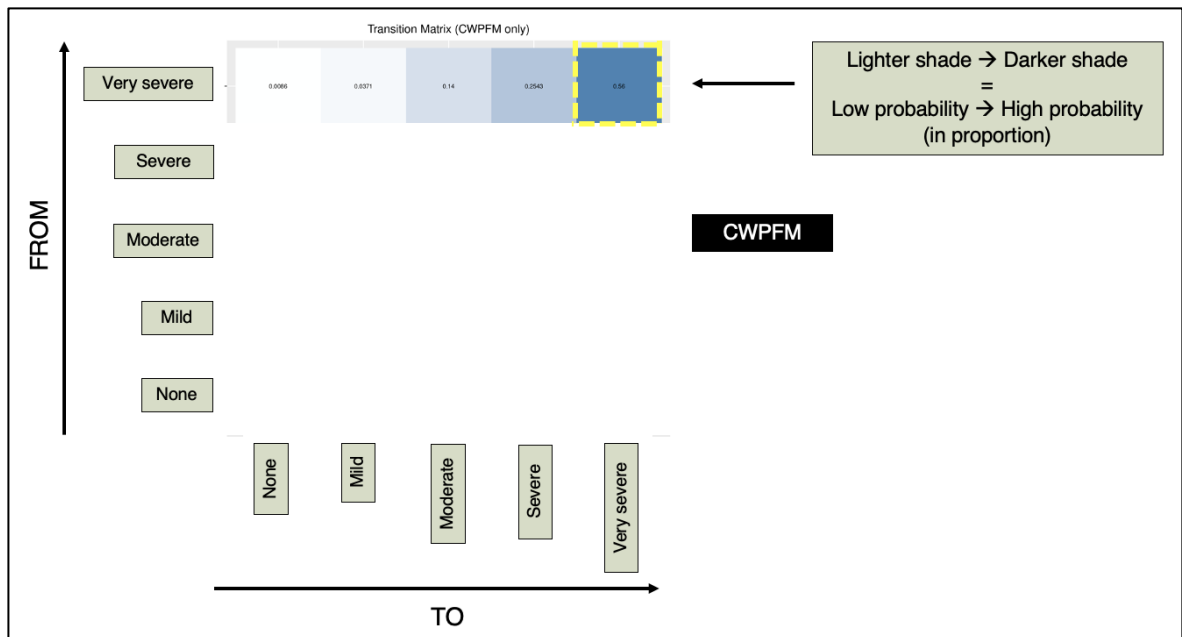 Transition Matrix (CWPFM only)
FROM
Very severe
0.0086
0.0371
0.14
0.2543
0.56
Lighter shade → Darker shade
=
Low probability → High probability
(in proportion)
Severe
Moderate
CWPFM
Mild
None
None
Mild
Moderate
Severe
Very severe
TO